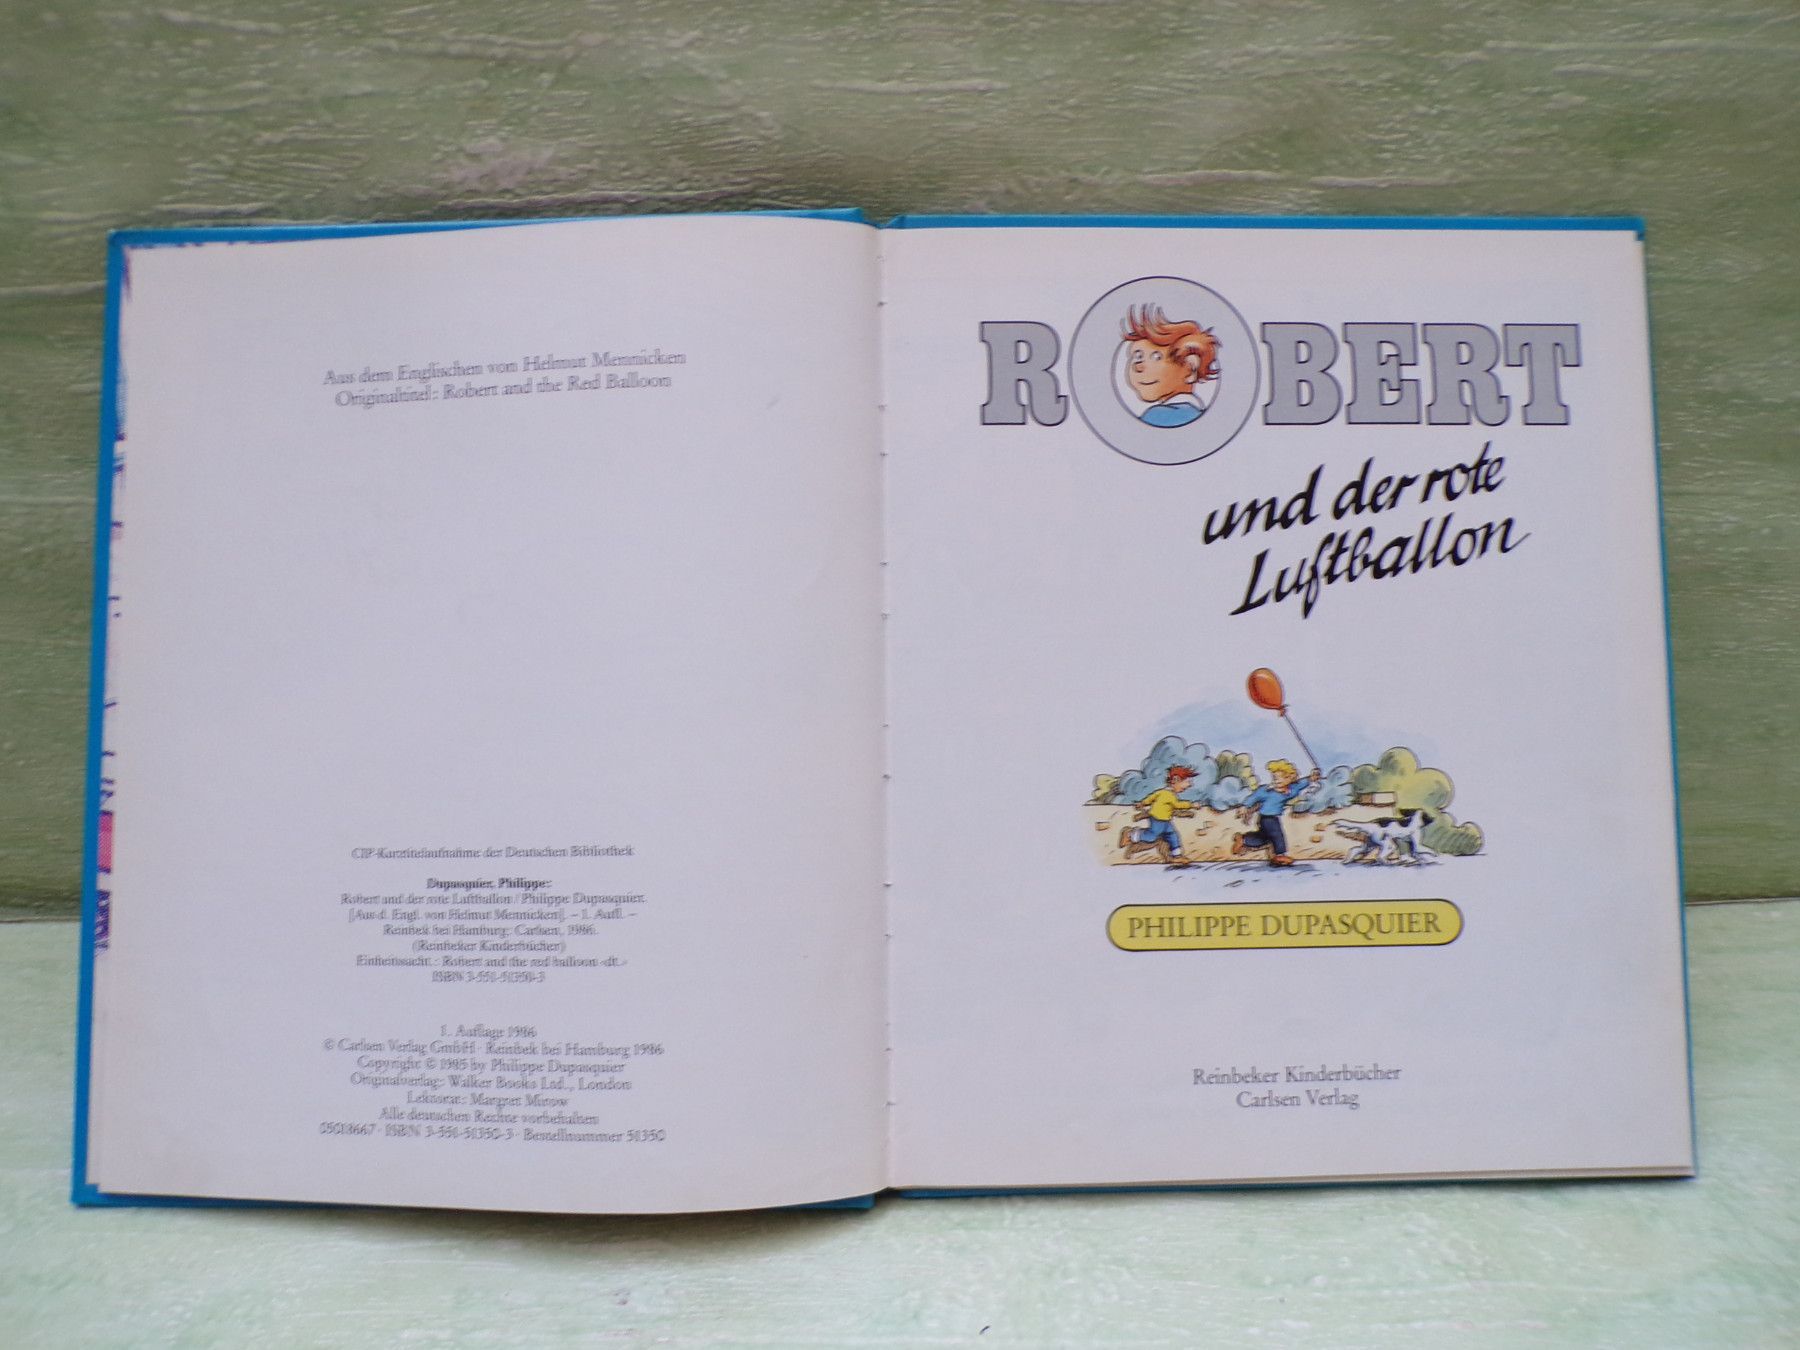 Aus dem Englischen von Helmut Mennicken
Originaltitel: Robert and the Red Balloon
CIP-Kurztitelaufnahme der Deutschen Bibliothek
Dupasquier, Philippe:
Robert und der rote Luftballon / Philippe Dupasquier.
[Aus d. Engl. von Helmut Mennicken]. – 1. Aufl. –
Reinbek bei Hamburg: Carlsen, 1986.
(Reinbeker Kinderbücher)
Einheitssacht.: Robert and the red balloon <dt.>
ISBN 3-551-51350-3
1. Auflage 1986
© Carlsen Verlag GmbH · Reinbek bei Hamburg 1986
Copyright © 1985 by Philippe Dupasquier
Originalverlag: Walker Books Ltd., London
Lektorat: Margret Mirow
Alle deutschen Rechte vorbehalten
05018667 · ISBN 3-551-51350-3 · Bestellnummer 51350
ROBERT
und der rote
Luftballon
PHILIPPE DUPASQUIER
Reinbeker Kinderbücher
Carlsen Verlag